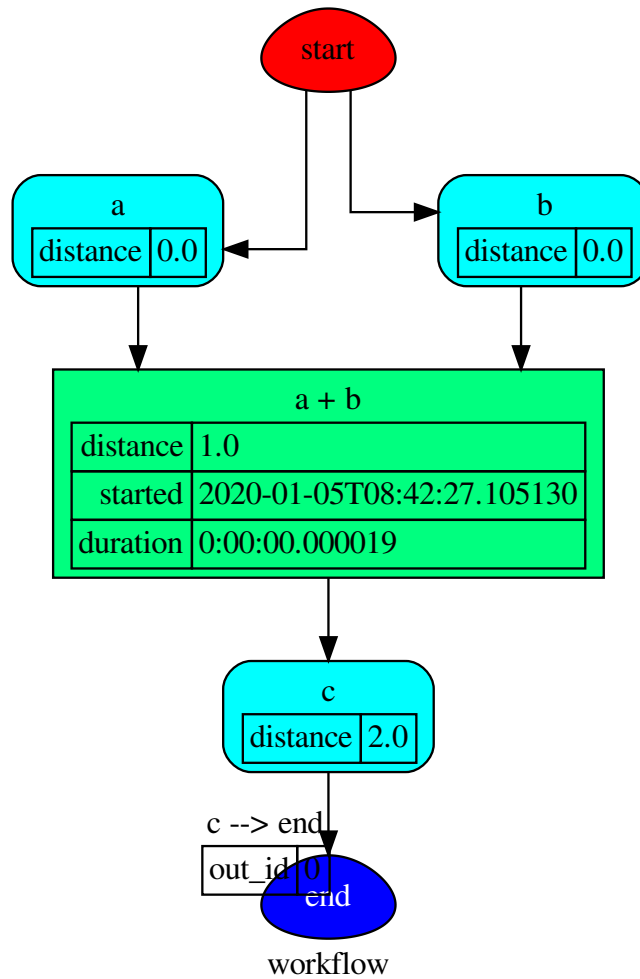 start
a
distance 0.0
b
distance 0.0
a + b
distance 1.0
started 2020-01-05T08:42:27.105130
duration 0:00:00.000019
c
distance 2.0
c --> end
out_id 0
end
workflow